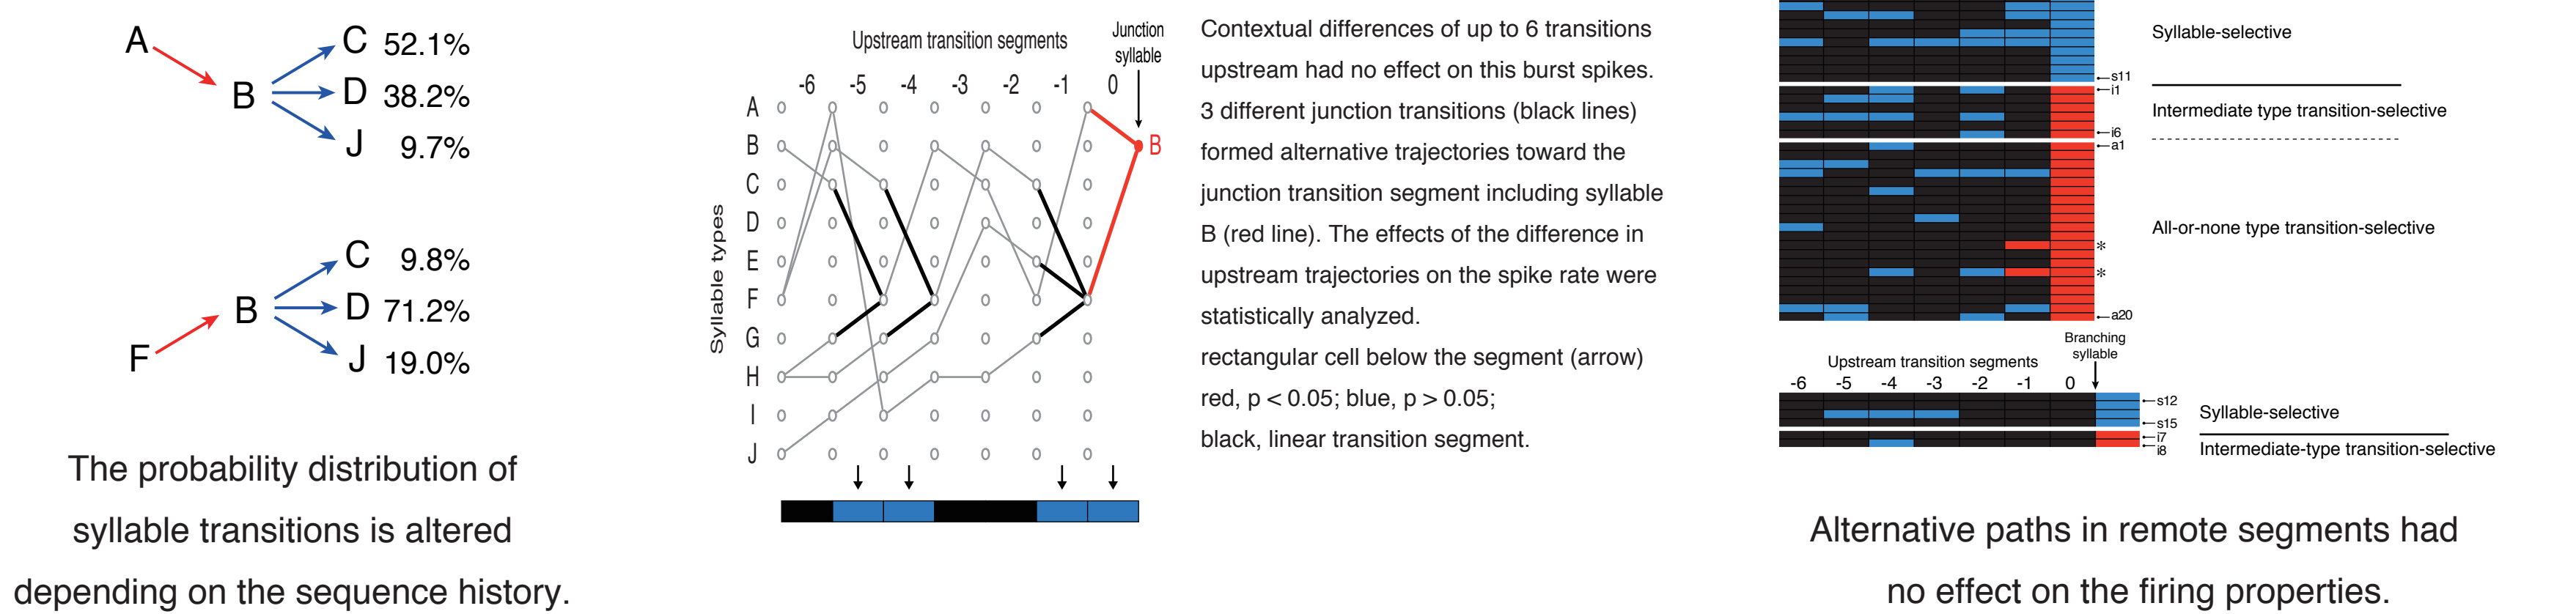 A
B
C 52.1%
D 38.2%
J 9.7%
F
B
C 9.8%
D 71.2%
J 19.0%
The probability distribution of
syllable transitions is altered
depending on the sequence history.
Upstream transition segments
Junction
syllable
-6 -5 -4 -3 -2 -1 0
Syllable types
A
B
C
D
E
F
G
H
I
J
B
Contextual differences of up to 6 transitions
upstream had no effect on this burst spikes.
3 different junction transitions (black lines)
formed alternative trajectories toward the
junction transition segment including syllable
B (red line). The effects of the difference in
upstream trajectories on the spike rate were
statistically analyzed.
rectangular cell below the segment (arrow)
red, p < 0.05; blue, p > 0.05;
black, linear transition segment.
Syllable-selective
s11
i1
Intermediate type transition-selective
i6
a1
All-or-none type transition-selective
*
*
a20
Branching
syllable
Upstream transition segments
-6 -5 -4 -3 -2 -1 0
s12
Syllable-selective
s15
i7
i8
Intermediate-type transition-selective
Alternative paths in remote segments had
no effect on the firing properties.